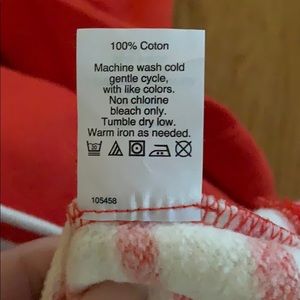 100% Coton
Machine wash cold
gentle cycle,
with like colors.
Non chlorine
bleach only.
Tumble dry low.
Warm iron as needed.
105458